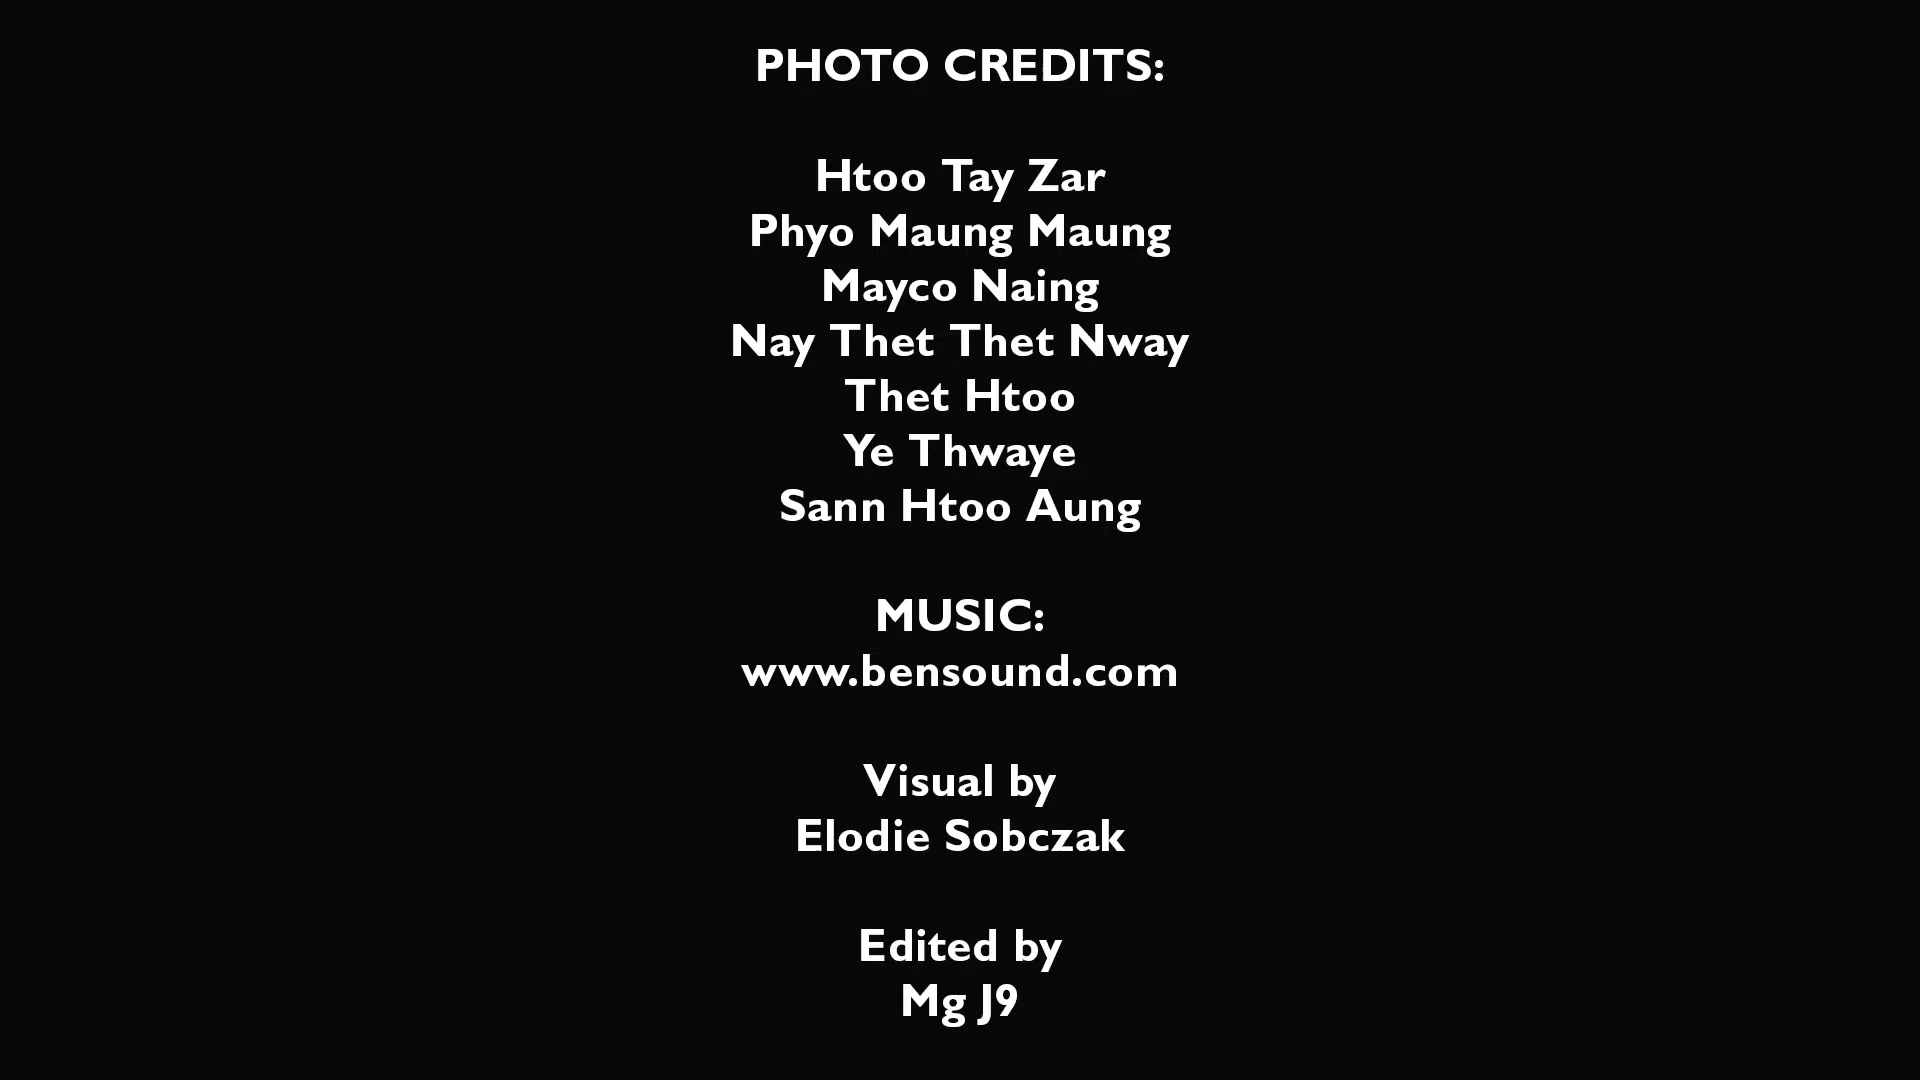 PHOTO CREDITS:
Htoo Tay Zar
Phyo Maung Maung
Mayco Naing
Nay Thet Thet Nway
Thet Htoo
Ye Thwaye
Sann Htoo Aung
MUSIC:
www.bensound.com
Visual by
Elodie Sobczak
Edited by
Mg J9